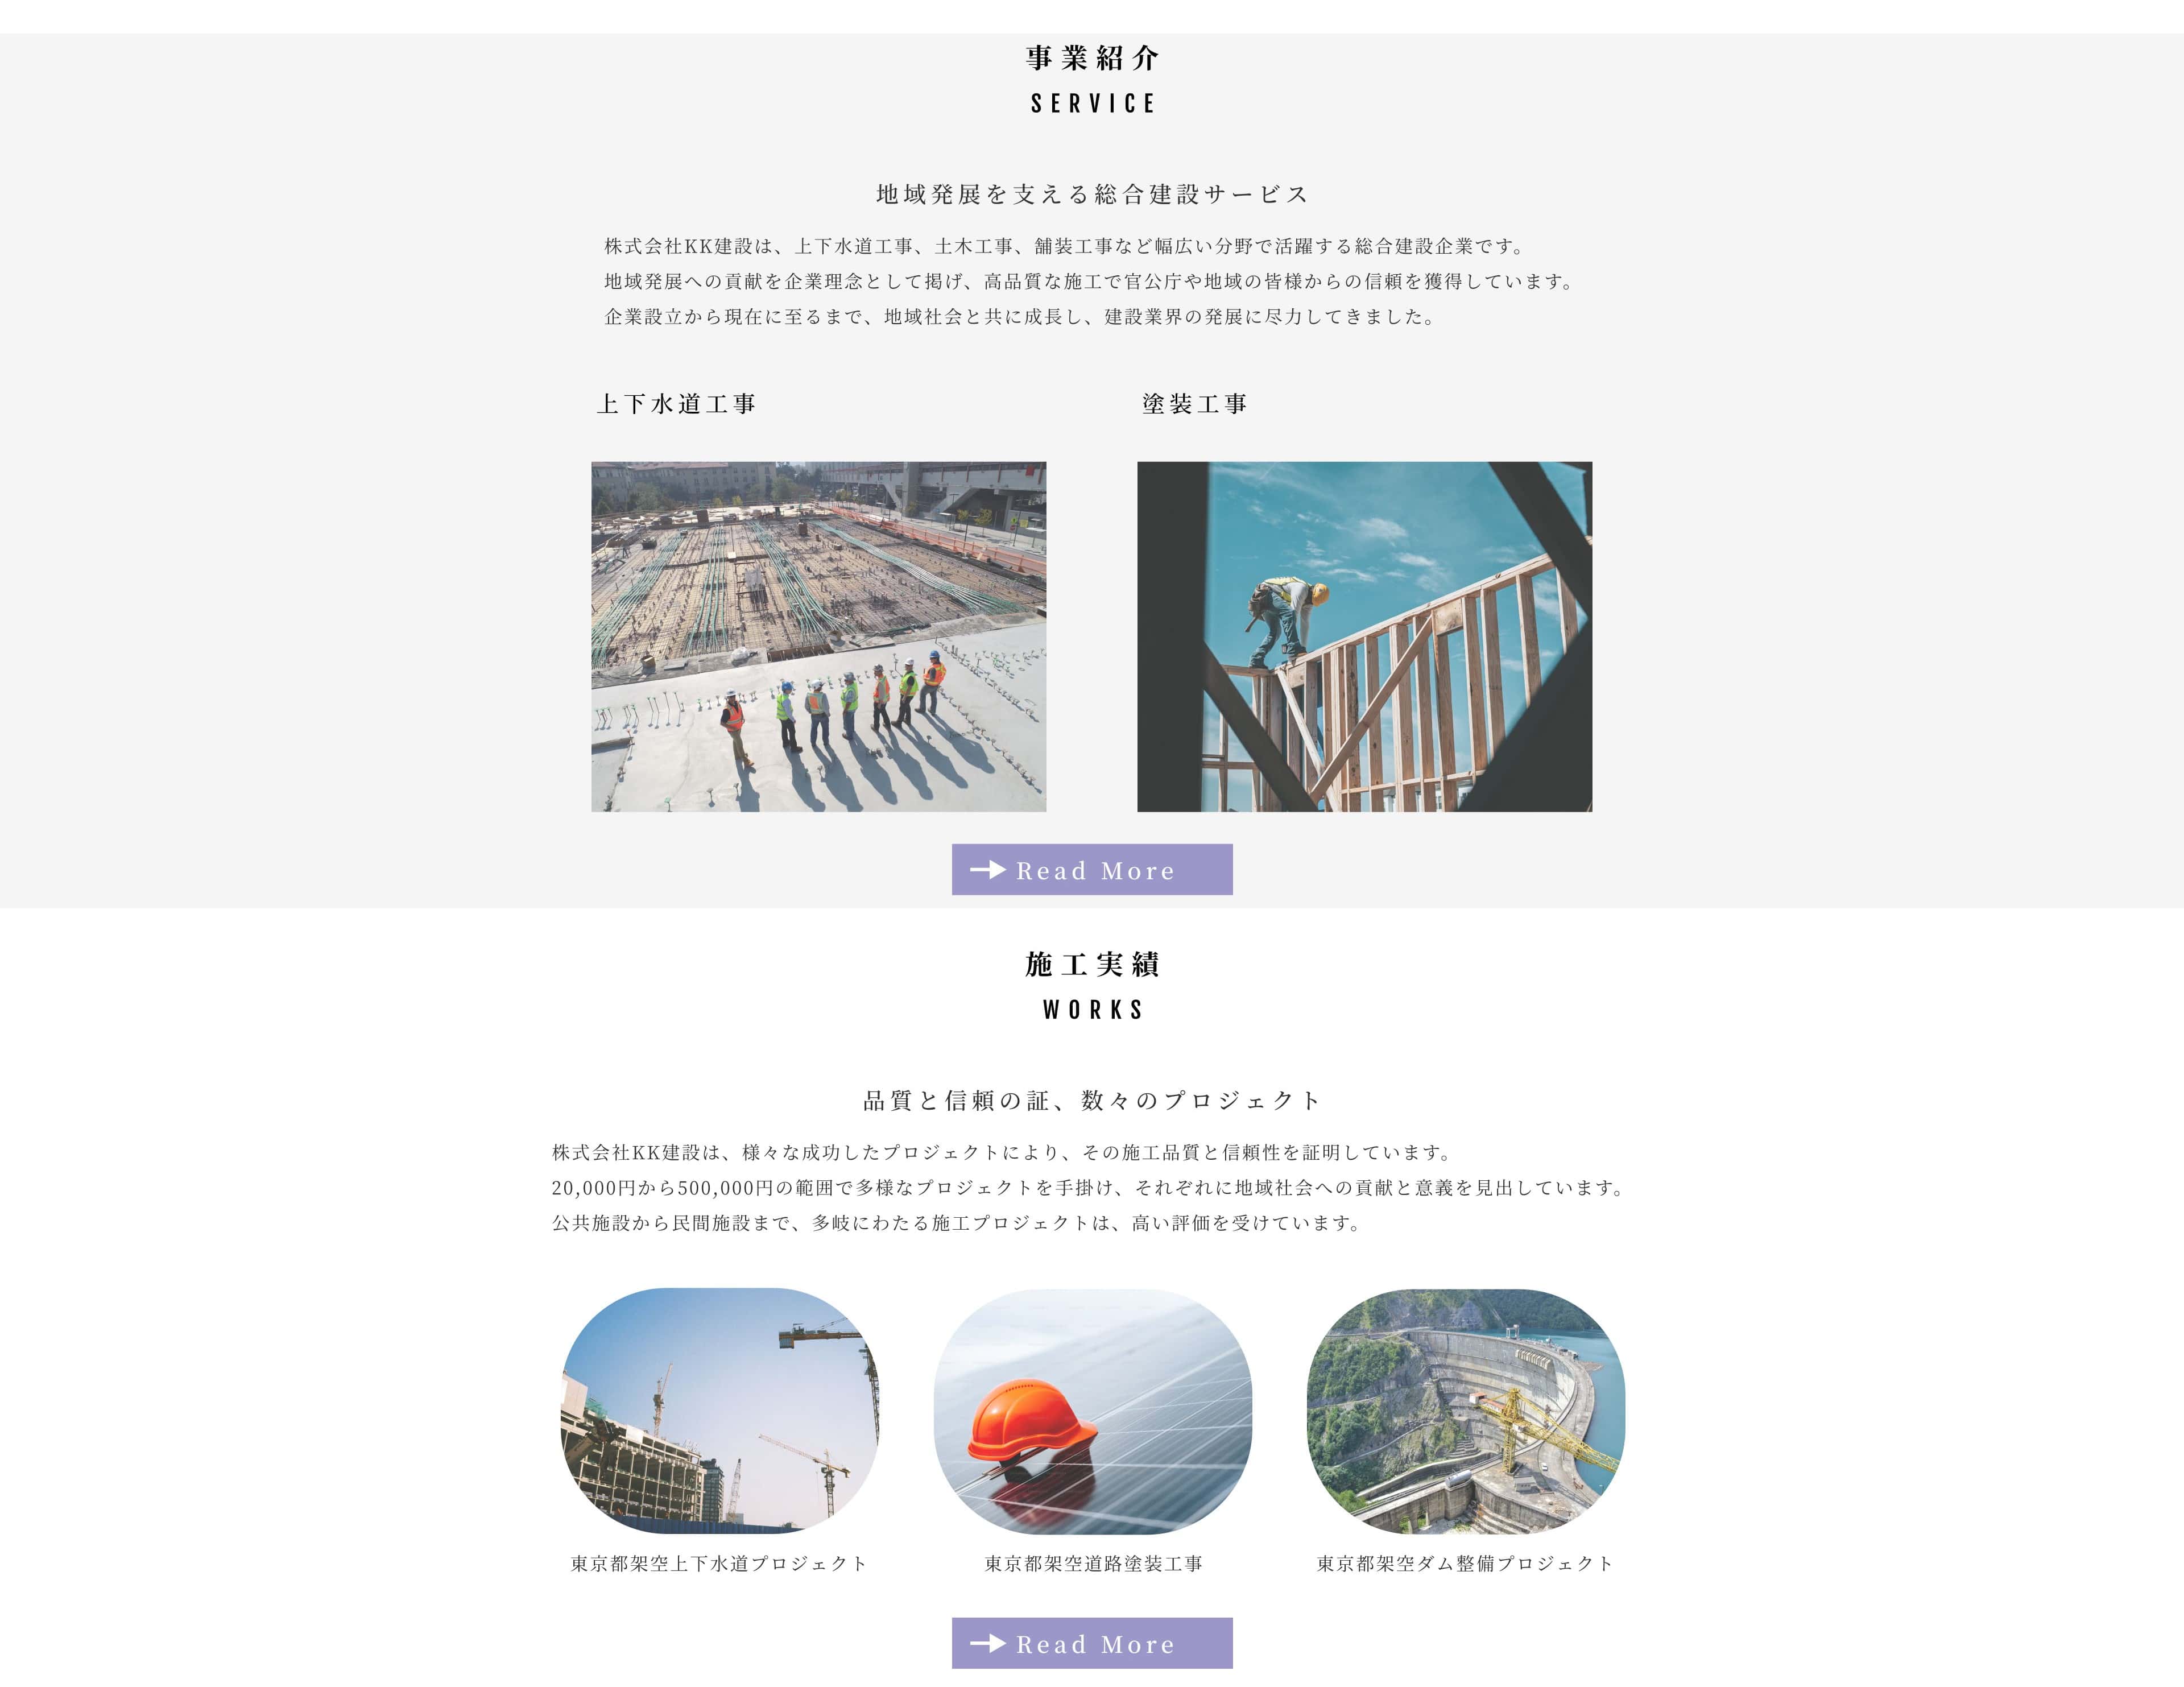 事業紹介
SERVICE
地域発展を支える総合建設サービス
株式会社KK建設は、上下水道工事、土木工事、舗装工事など幅広い分野で活躍する総合建設企業です。
地域発展への貢献を企業理念として掲げ、高品質な施工で官公庁や地域の皆様からの信頼を獲得しています。
企業設立から現在に至るまで、地域社会と共に成長し、建設業界の発展に尽力してきました。
上下水道工事
塗装工事
Read More
施工実績
WORKS
品質と信頼の証、数々のプロジェクト
株式会社KK建設は、様々な成功したプロジェクトにより、その施工品質と信頼性を証明しています。
20,000円から500,000円の範囲で多様なプロジェクトを手掛け、それぞれに地域社会への貢献と意義を見出しています。
公共施設から民間施設まで、多岐にわたる施工プロジェクトは、高い評価を受けています。
東京都架空上下水道プロジェクト
東京都架空道路塗装工事
東京都架空ダム整備プロジェクト
Read More